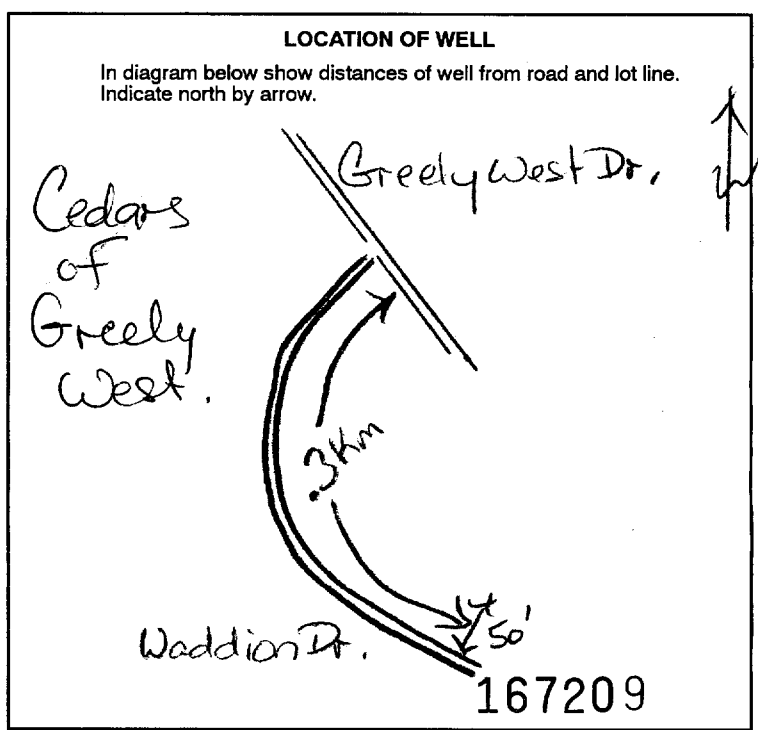 LOCATION OF WELL
In diagram below show distances of well from road and lot line.
Indicate north by arrow.
Greely West Dr.
N
Cedars
of
Greely
West.
.3Km
50'
Waddion Dr.
167209